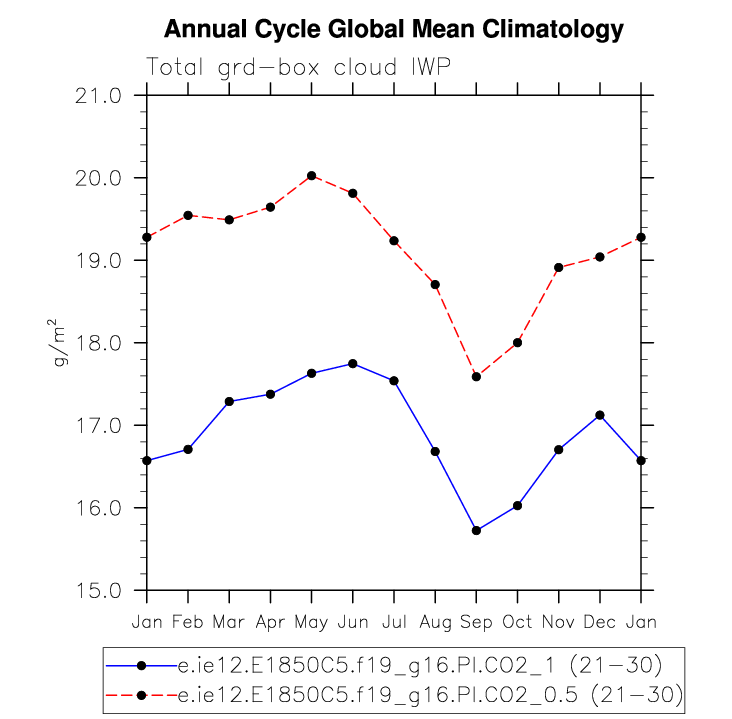 Annual Cycle Global Mean Climatology
Total grd-box cloud IWP
21.0
20.0
19.0
18.0
17.0
16.0
15.0
g/m²
Jan Feb Mar Apr May Jun Jul Aug Sep Oct Nov Dec Jan
e.ie12.E1850C5.f19_g16.PI.CO2_1 (21-30)
e.ie12.E1850C5.f19_g16.PI.CO2_0.5 (21-30)